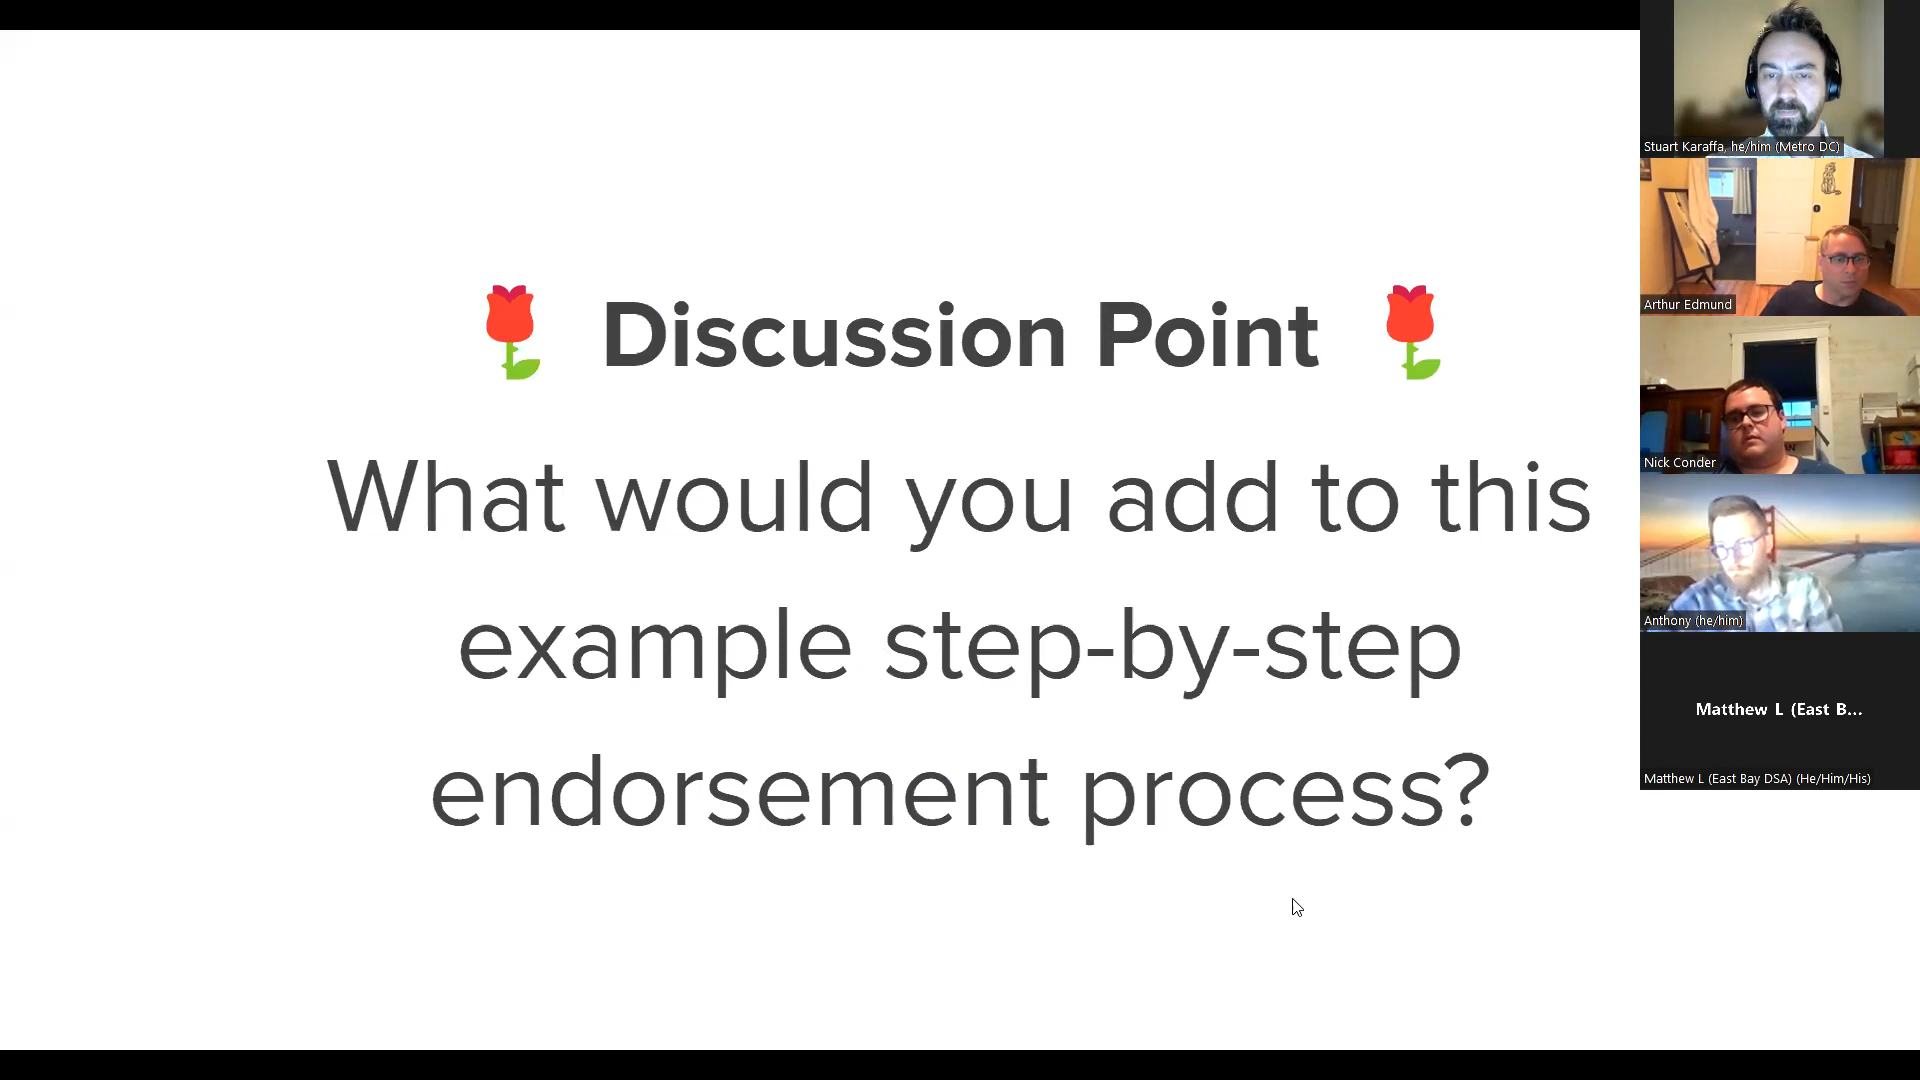 Discussion Point
What would you add to this
example step-by-step
endorsement process?
Stuart Karaffa, he/him (Metro DC)
Arthur Edmund
Nick Conder
Anthony (he/him)
Matthew L (East B...
Matthew L (East Bay DSA) (He/Him/His)